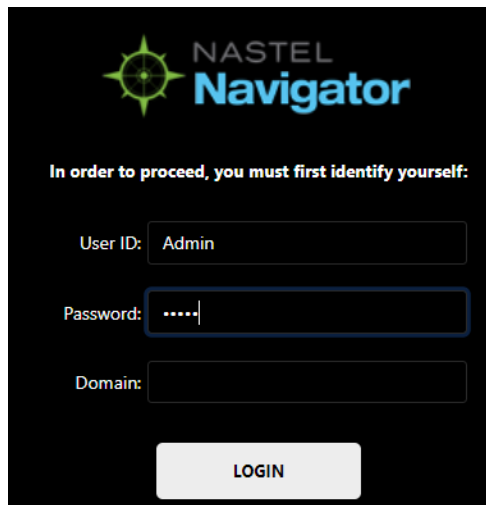 NASTEL
Navigator
In order to proceed, you must first identify yourself:
User ID: Admin
Password: •••••
Domain:
LOGIN